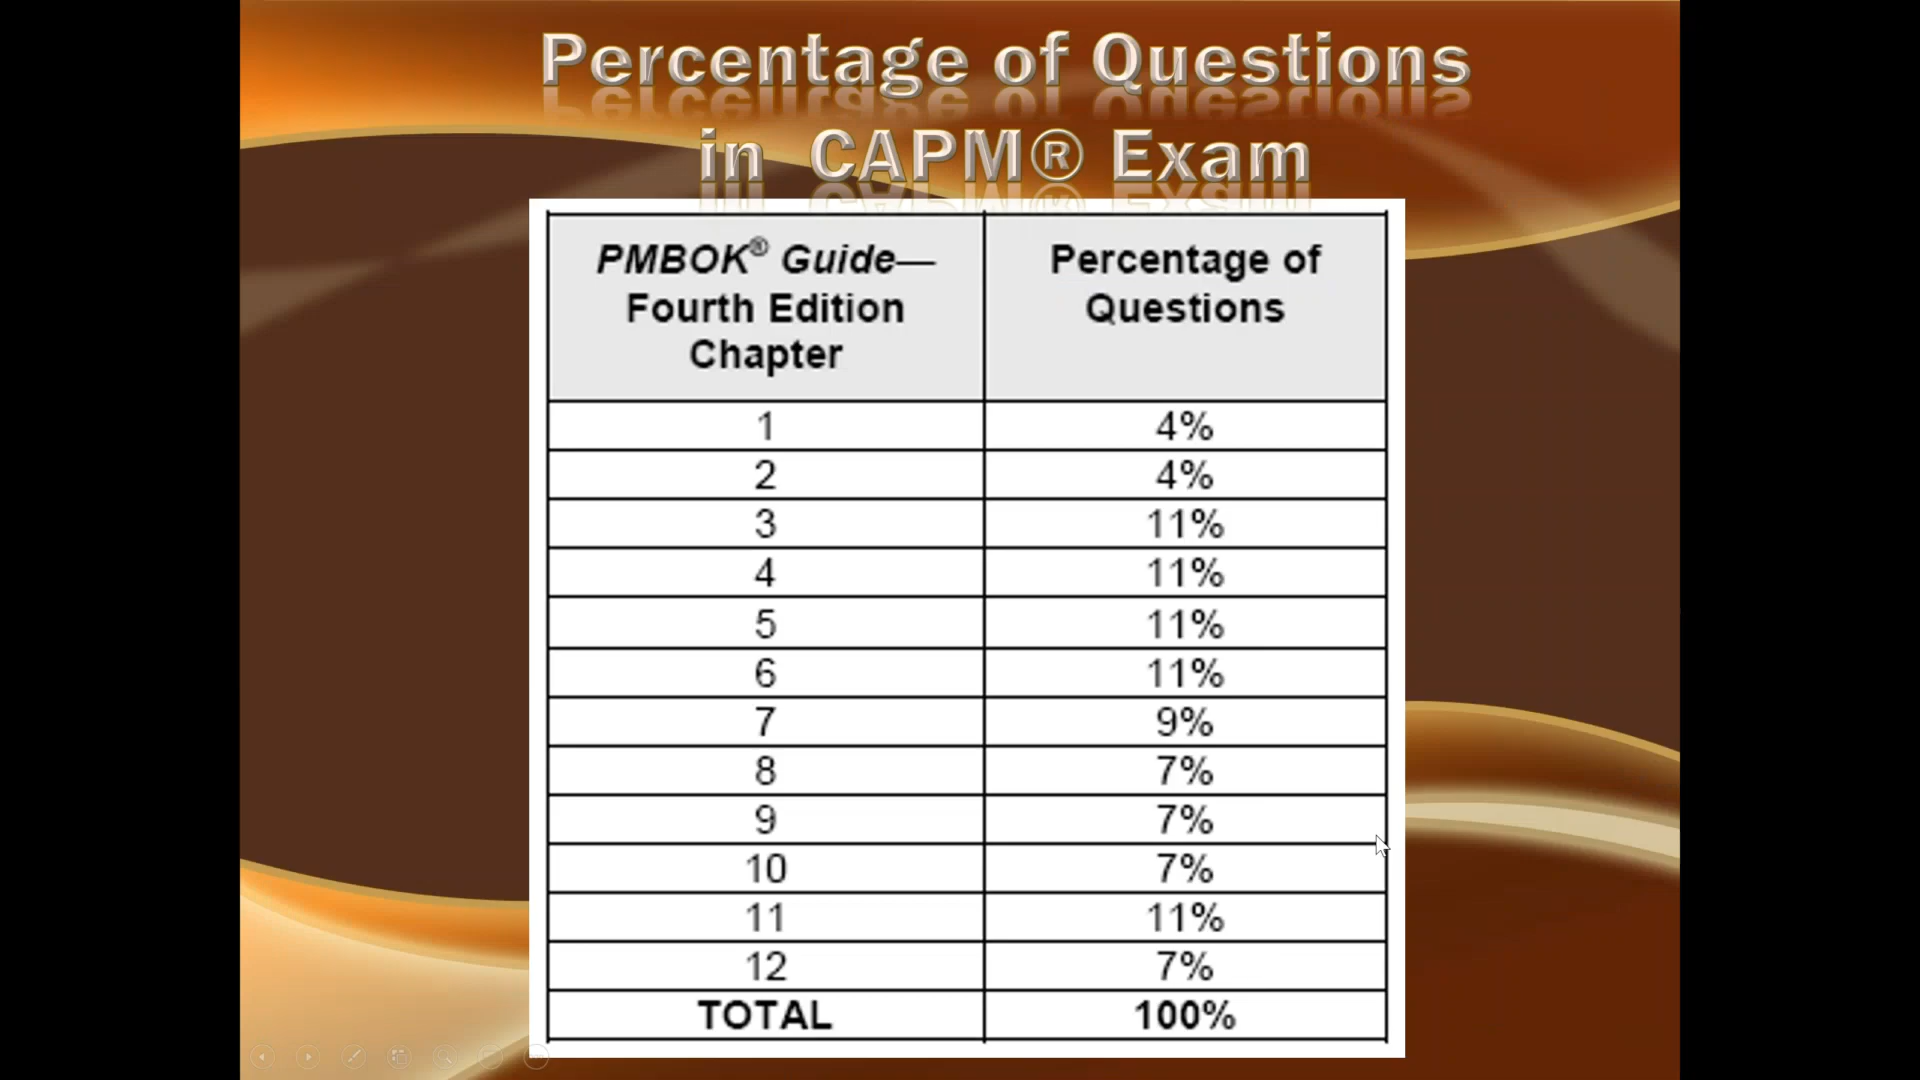 Percentage of Questions
in CAPM® Exam
PMBOK® Guide— Percentage of
Fourth Edition Questions
Chapter
1 4%
2 4%
3 11%
4 11%
5 11%
6 11%
7 9%
8 7%
9 7%
10 7%
11 11%
12 7%
TOTAL 100%